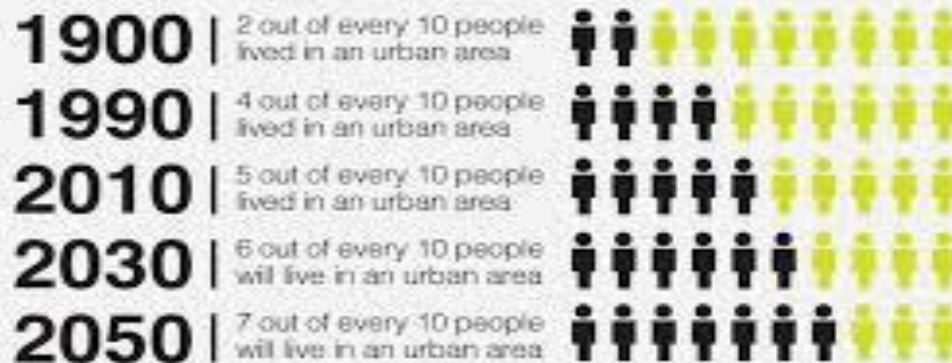 1900
2 out of every 10 people
lived in an urban area
1990
4 out of every 10 people
lived in an urban area
2010
5 out of every 10 people
lived in an urban area
2030
6 out of every 10 people
will live in an urban area
2050
7 out of every 10 people
will live in an urban area